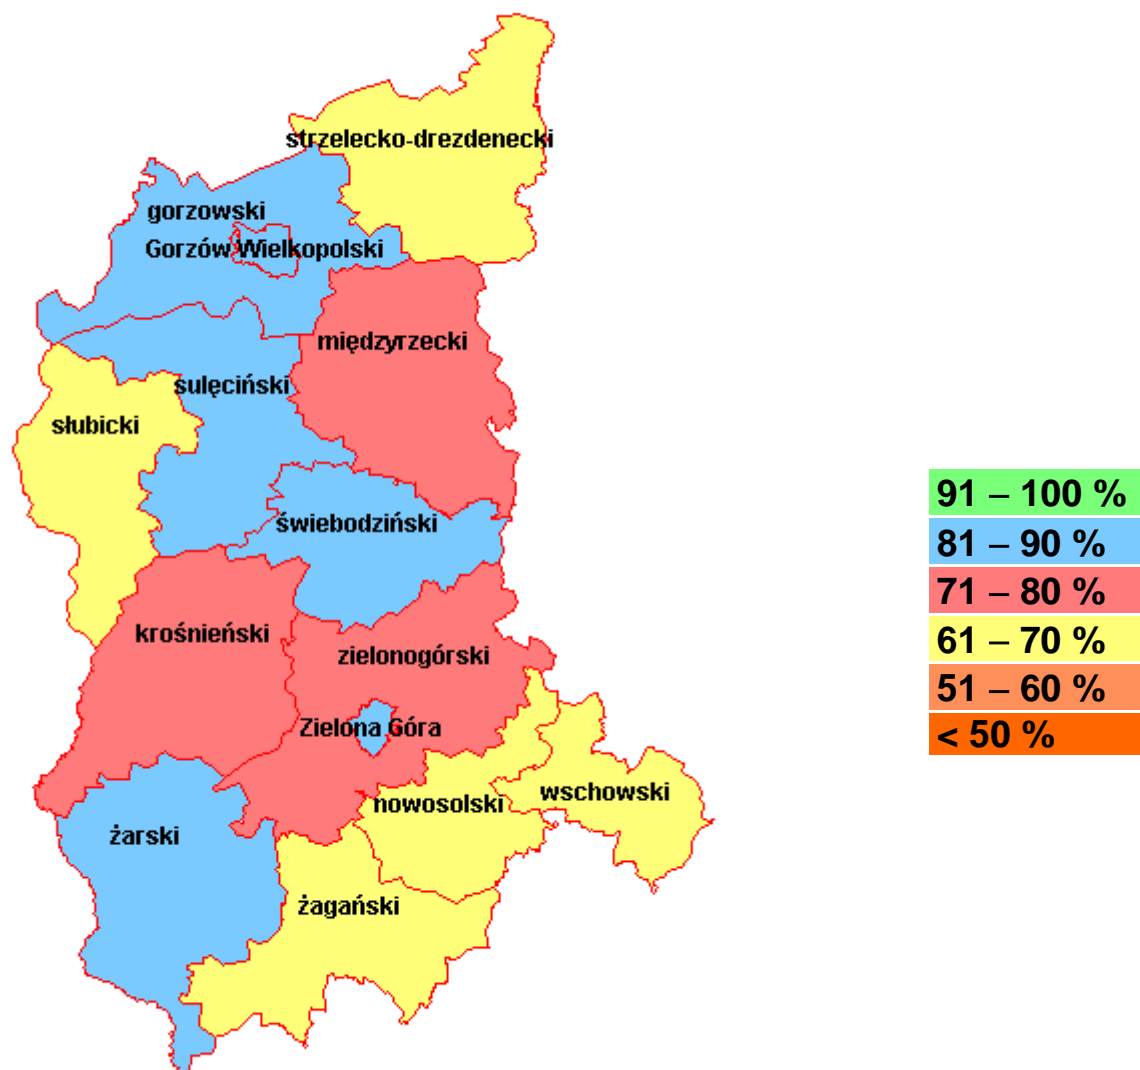 strzelecko-drezdenecki
gorzowski
Gorzów Wielkopolski
międzyrzecki
sulęciński
słubicki
świebodziński
krośnieński
zielonogórski
Zielona Góra
nowosolski
wschowski
żarski
żagański
91 – 100 %
81 – 90 %
71 – 80 %
61 – 70 %
51 – 60 %
< 50 %